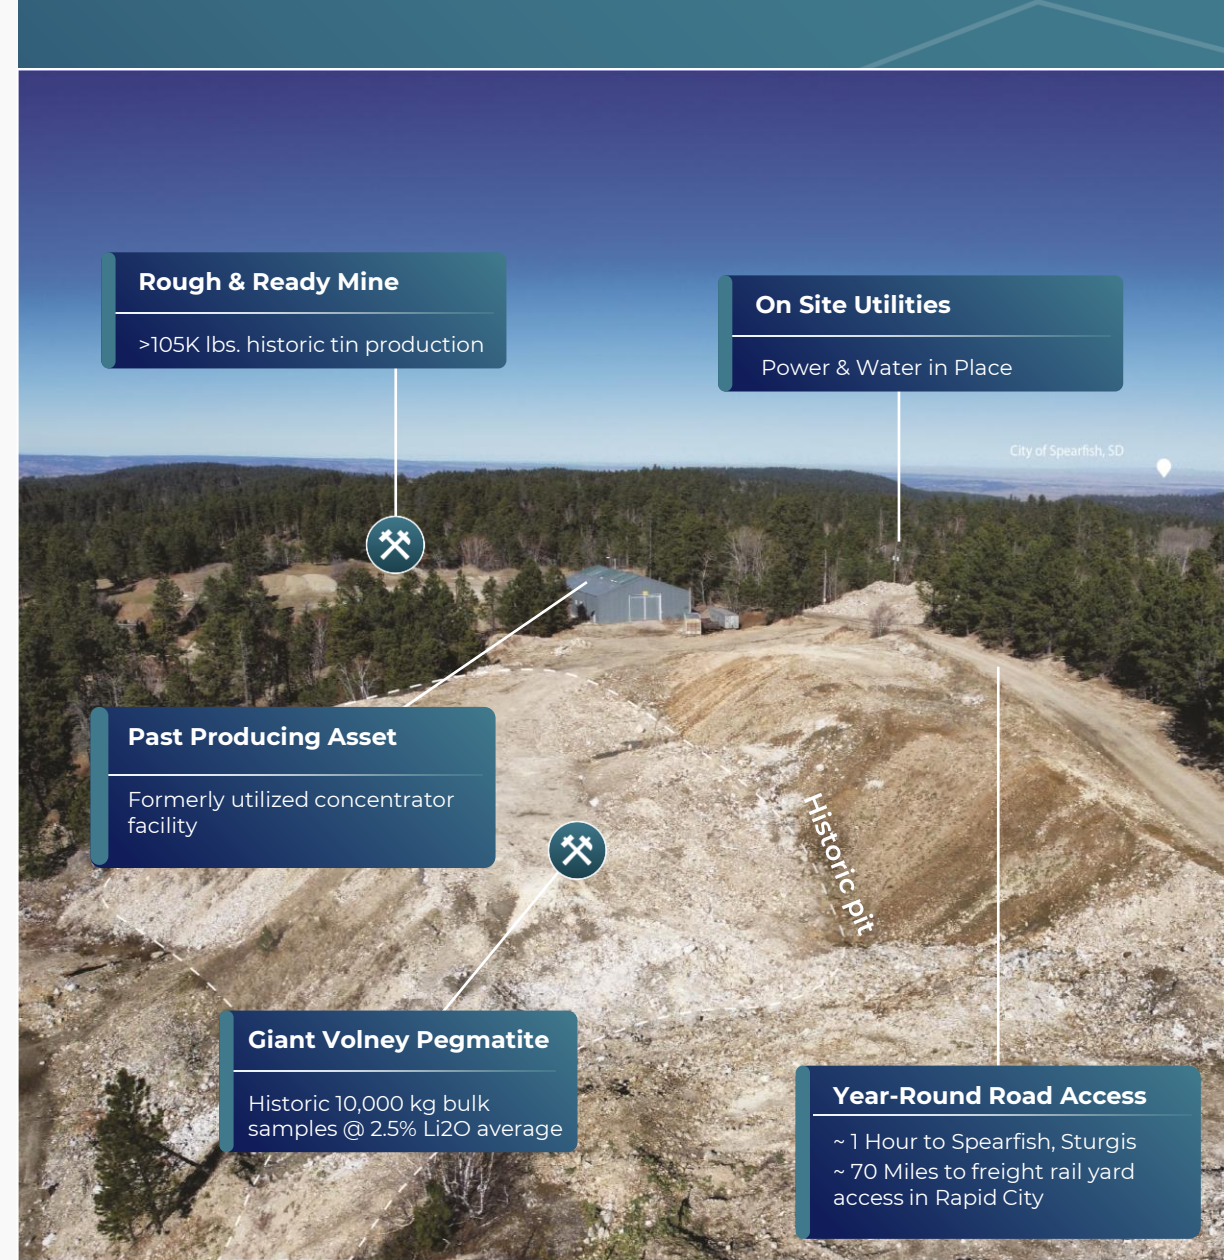 Rough & Ready Mine
>105K lbs. historic tin production
On Site Utilities
Power & Water in Place
City of Spearfish, SD
Past Producing Asset
Formerly utilized concentrator
facility
Historic pit
Giant Volney Pegmatite
Historic 10,000 kg bulk
samples @ 2.5% Li2O average
Year-Round Road Access
~ 1 Hour to Spearfish, Sturgis
~ 70 Miles to freight rail yard
access in Rapid City